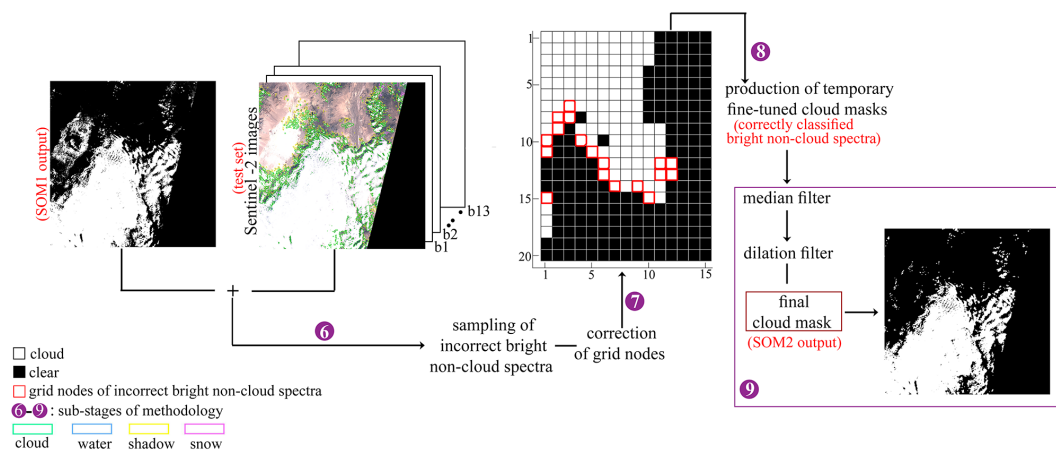 (SOM1 output)
(test set)
Sentinel -2 images
b1
b2
b13
6
1
5
10
15
20
1
5
10
15
7
8
sampling of
incorrect bright
non-cloud spectra
correction
of grid nodes
production of temporary
fine-tuned cloud masks
(correctly classified
bright non-cloud spectra)
median filter
dilation filter
final
cloud mask
(SOM2 output)
9
cloud
clear
grid nodes of incorrect bright non-cloud spectra
6-9 : sub-stages of methodology
cloud water shadow snow